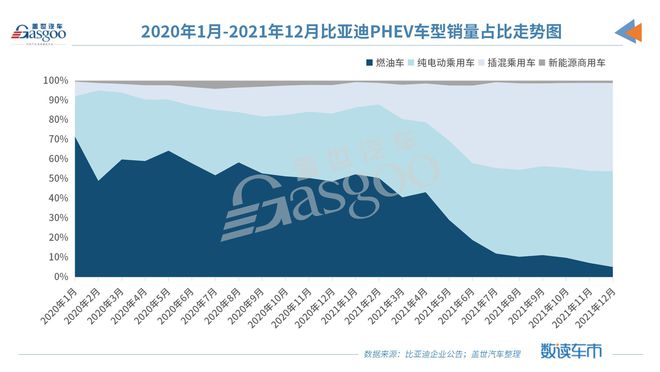 盖世汽车
Gasgoo
2020年1月-2021年12月比亚迪PHEV车型销量占比走势图
燃油车 纯电动乘用车 插混乘用车 新能源商用车
100%
90%
80%
70%
60%
50%
40%
30%
20%
10%
0%
盖世汽车
Gasgoo
2020年1月 2020年2月 2020年3月 2020年4月 2020年5月 2020年6月 2020年7月 2020年8月 2020年9月 2020年10月 2020年11月 2020年12月 2021年1月 2021年2月 2021年3月 2021年4月 2021年5月 2021年6月 2021年7月 2021年8月 2021年9月 2021年10月 2021年11月 2021年12月
数据来源：比亚迪企业公告；盖世汽车整理
数读车市